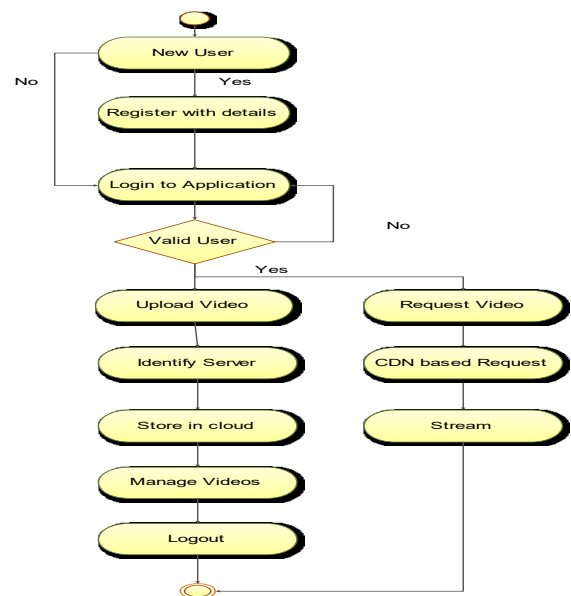 New User
No
Yes
Register with details
Login to Application
No
Valid User
Yes
Upload Video
Request Video
Identify Server
CDN based Request
Store in cloud
Stream
Manage Videos
Logout